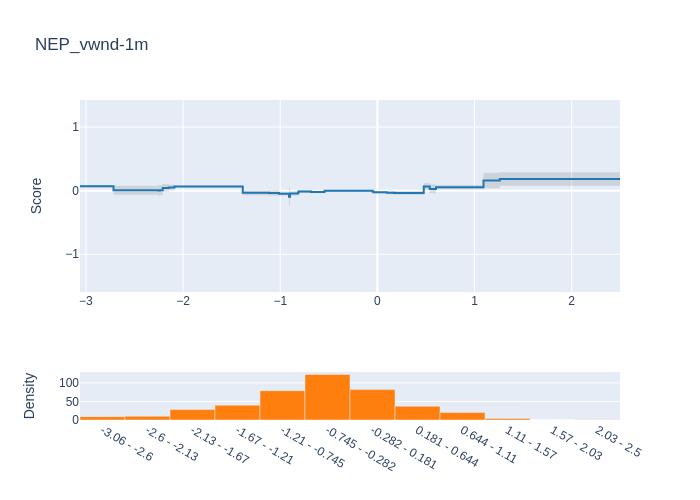 NEP_vwnd-1m
Score
1
0
−1
−3
−2
−1
0
1
2
Density
100
50
0
-3.06 - -2.6
-2.6 - -2.13
-2.13 - -1.67
-1.67 - -1.21
-1.21 - -0.745
-0.745 - -0.282
-0.282 - 0.181
0.181 - 0.644
0.644 - 1.11
1.11 - 1.57
1.57 - 2.03
2.03 - 2.5